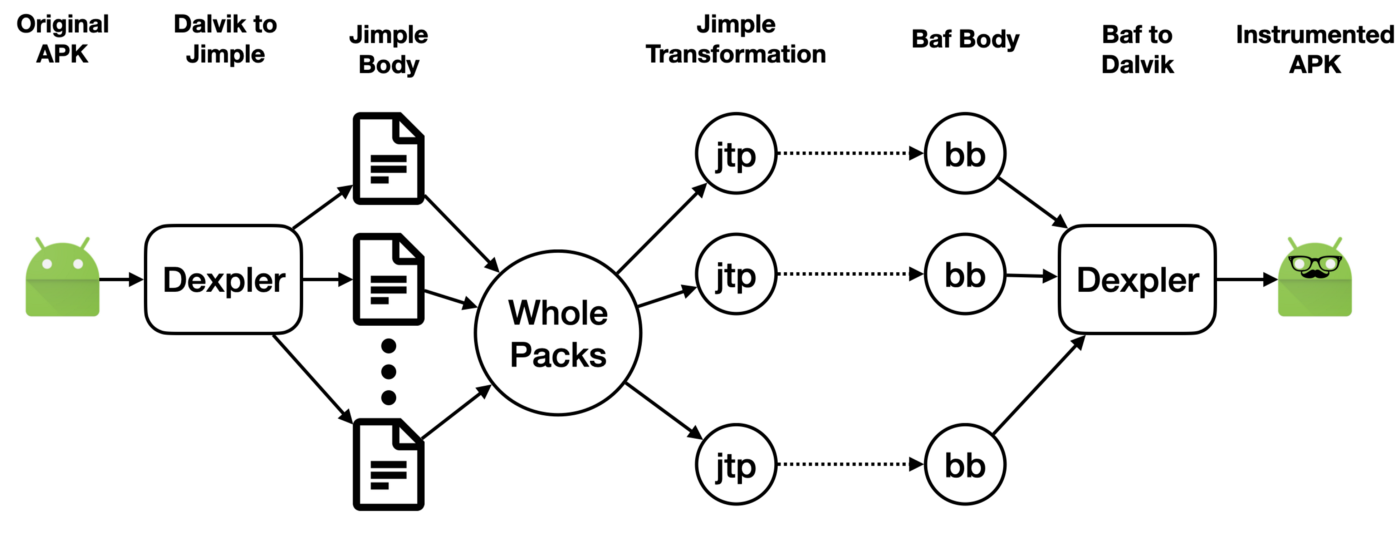 Original
APK
Dalvik to
Jimple
Jimple
Body
Jimple
Transformation
Baf Body
Baf to
Dalvik
Instrumented
APK
Dexpler
Whole
Packs
jtp
bb
jtp
bb
jtp
bb
Dexpler